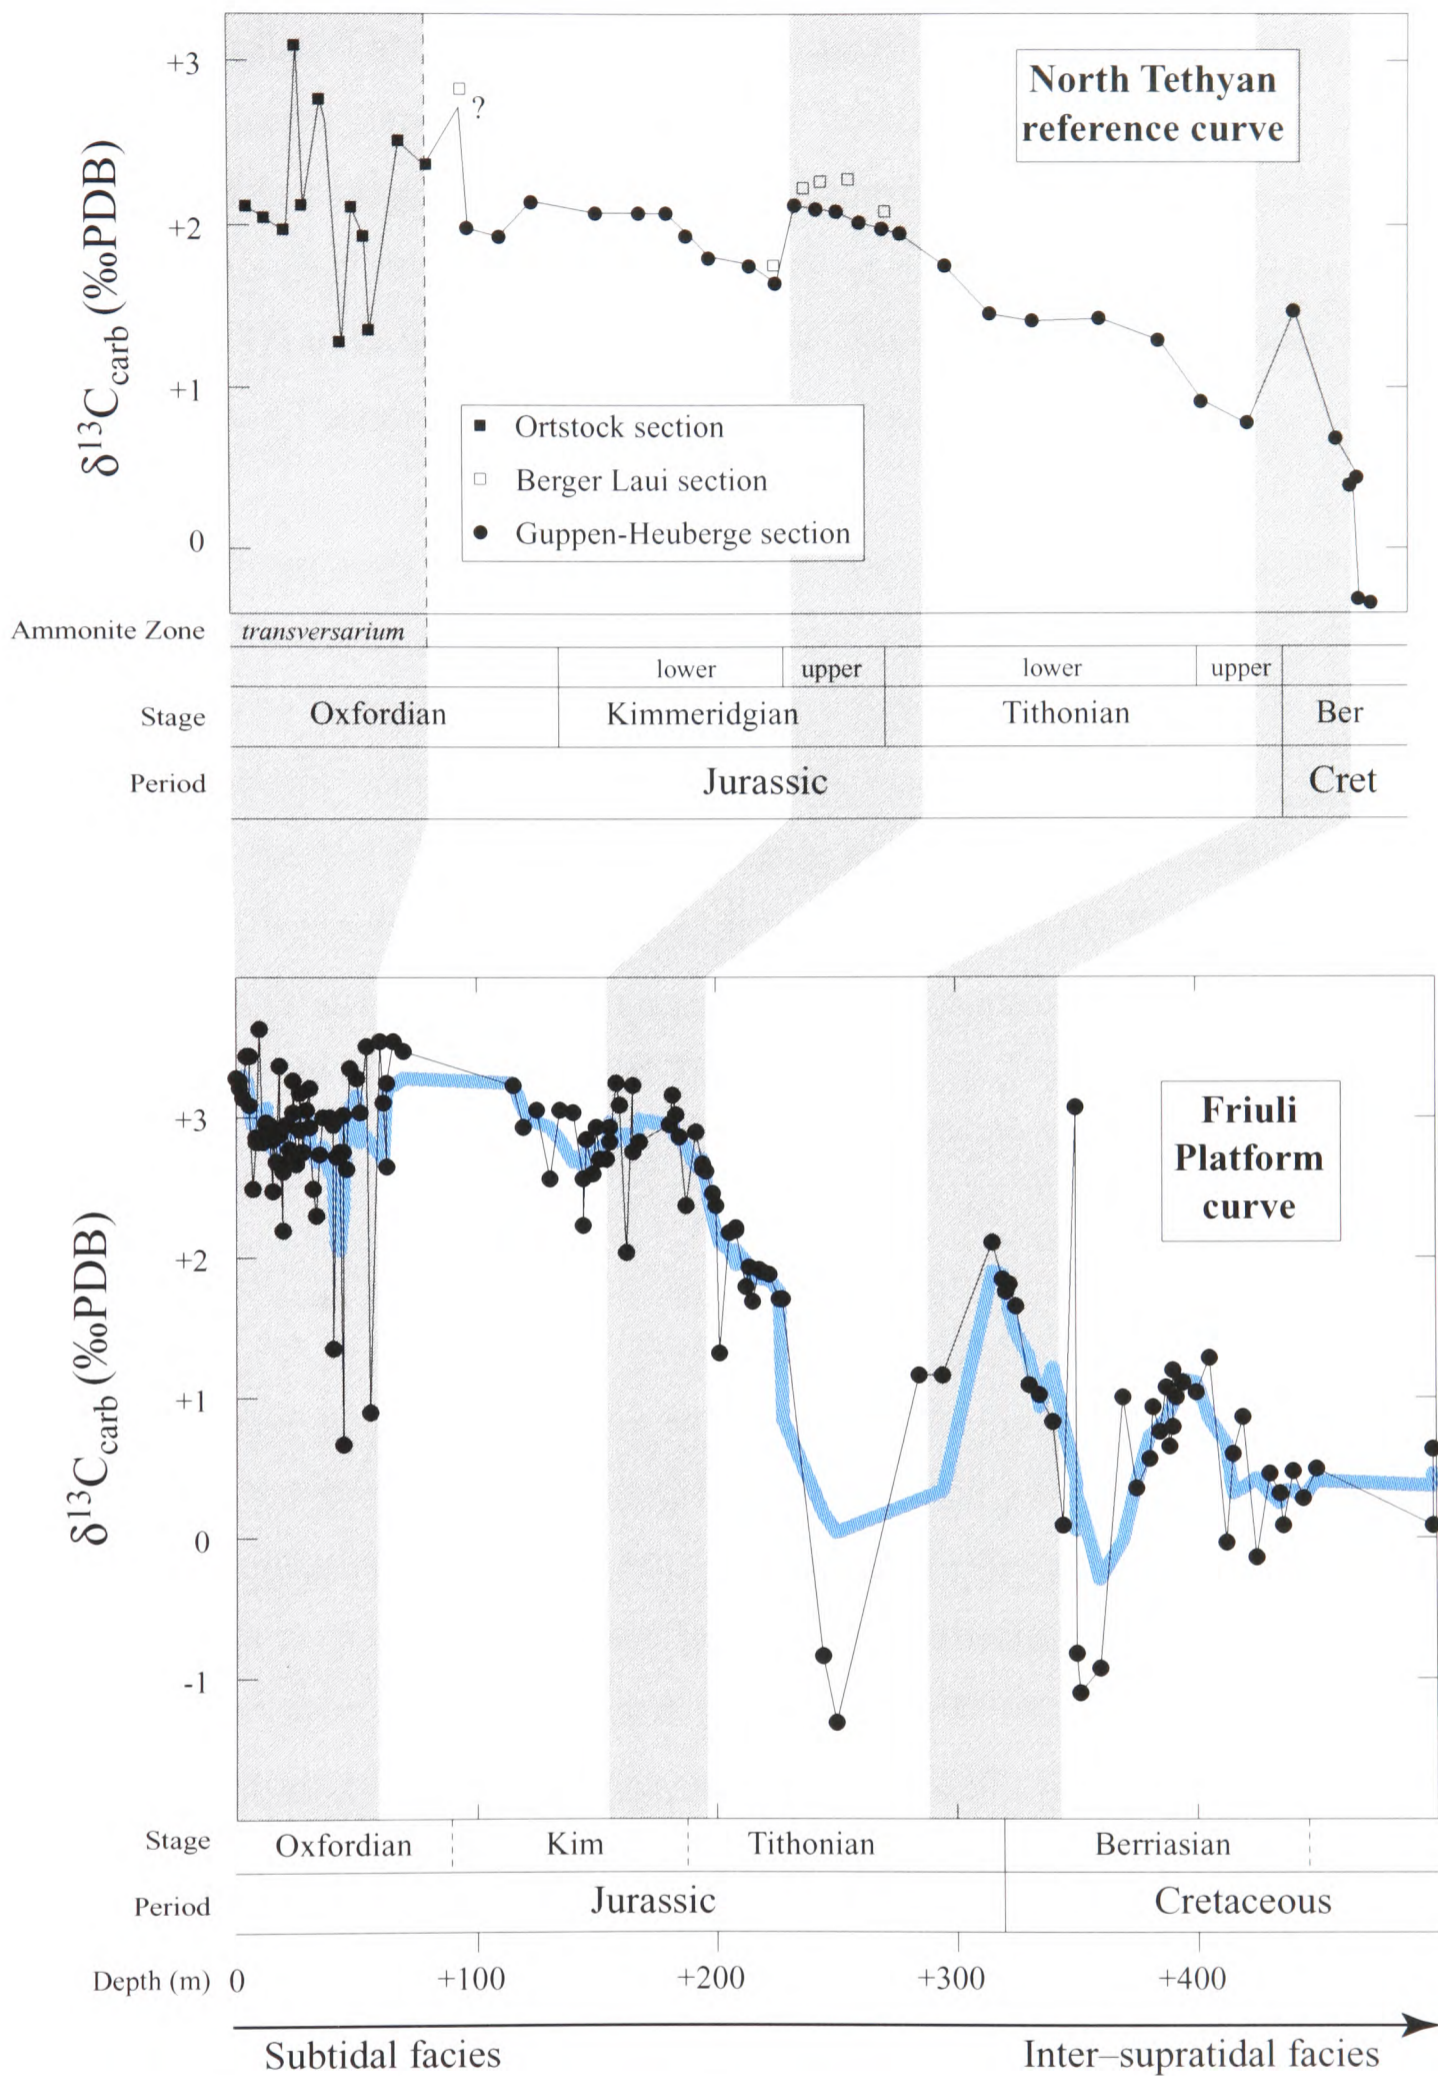 North Tethyan
reference curve
+3
+2
+1
0
δ13Ccarb (‰PDB)
?
Ortstock section
Berger Laui section
Guppen-Heuberge section
Ammonite Zone transversarium
lower upper lower upper
Stage Oxfordian Kimmeridgian Tithonian Ber
Period Jurassic Cret
Friuli
Platform
curve
+3
+2
+1
0
-1
δ13Ccarb (‰PDB)
Stage Oxfordian Kim Tithonian Berriasian
Period Jurassic Cretaceous
Depth (m) 0 +100 +200 +300 +400
Subtidal facies Inter–supratidal facies